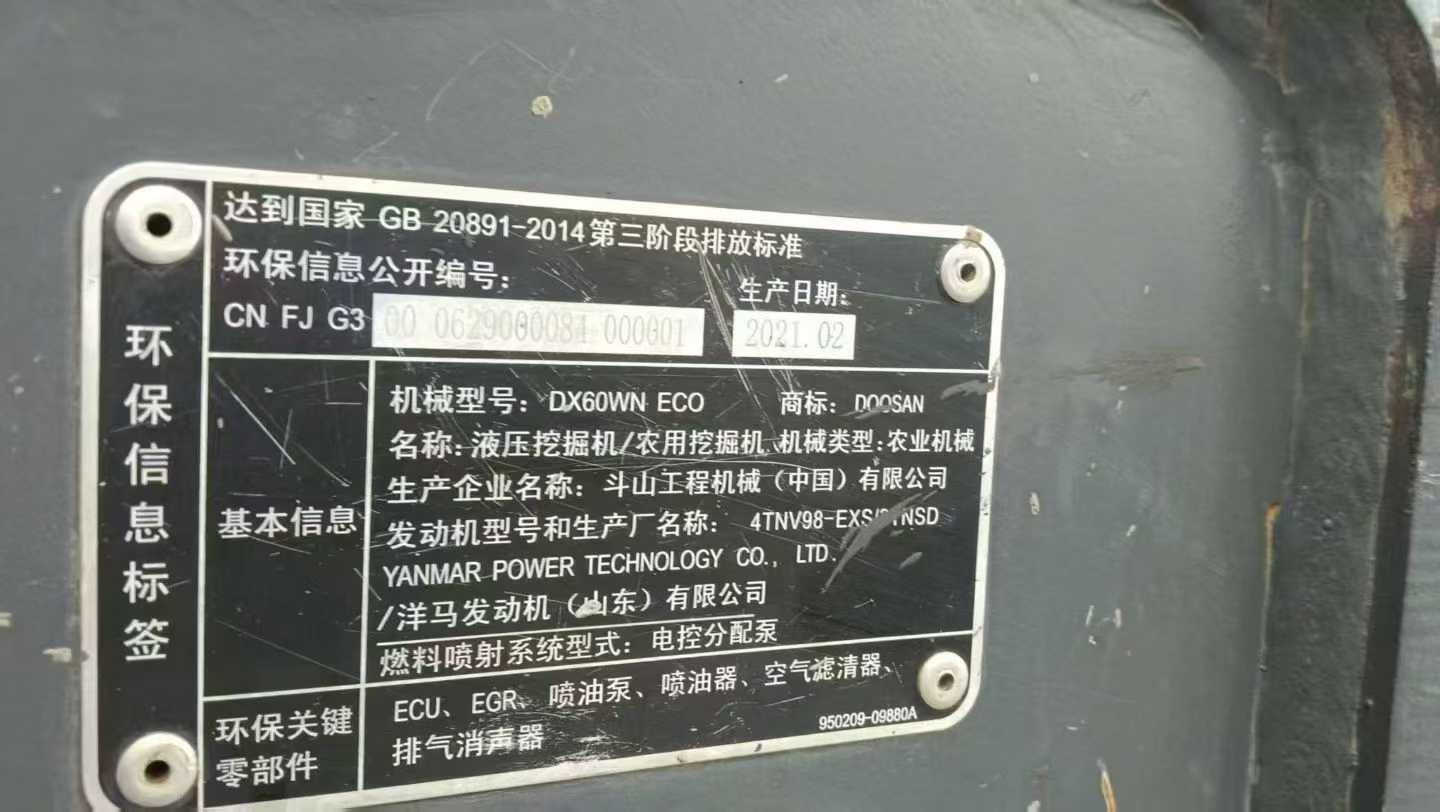 环保信息标签
达到国家 GB 20891-2014第三阶段排放标准
环保信息公开编号：
CN FJ G3 00 0629000084 000001
生产日期：
2021.02
基本信息
机械型号：DX60WN ECO 商标：DOOSAN
名称：液压挖掘机/农用挖掘机 机械类型：农业机械
生产企业名称：斗山工程机械（中国）有限公司
发动机型号和生产厂名称： 4TNV98-EXS/
YANMAR POWER TECHNOLOGY CO., LTD.
/洋马发动机（山东）有限公司
燃料喷射系统型式：电控分配泵
环保关键
零部件
ECU、EGR、喷油泵、喷油器、空气滤清器、
排气消声器
950209-09880A